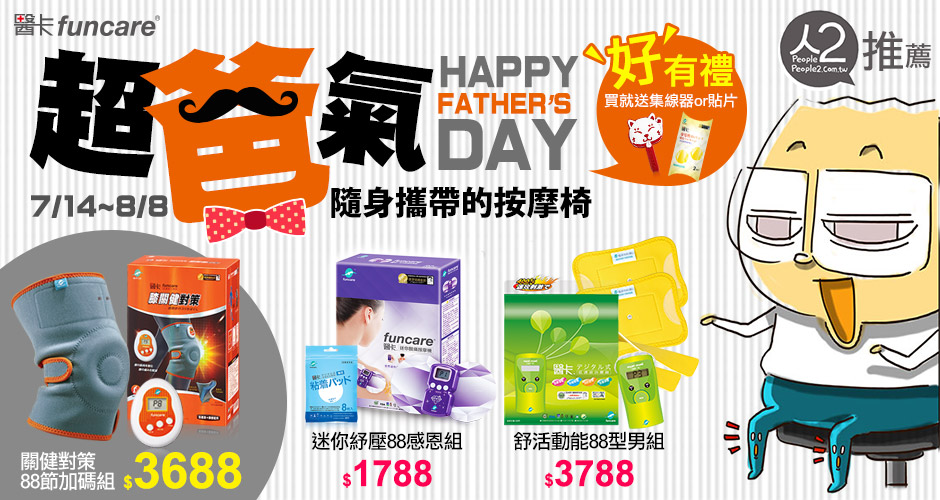 醫卡 funcare®
超爸氣
HAPPY
FATHER'S
DAY
7/14~8/8
隨身攜帶的按摩椅
好有禮
買就送集線器or貼片
人2
People
People2.Com.tw
推薦
funcare
膝關健對策
P8
funcare
關健對策
88節加碼組 $3688
funcare®
醫卡
粘着パッド
迷你紓壓88感恩組
$1788
醫卡
舒活動能88型男組
$3788